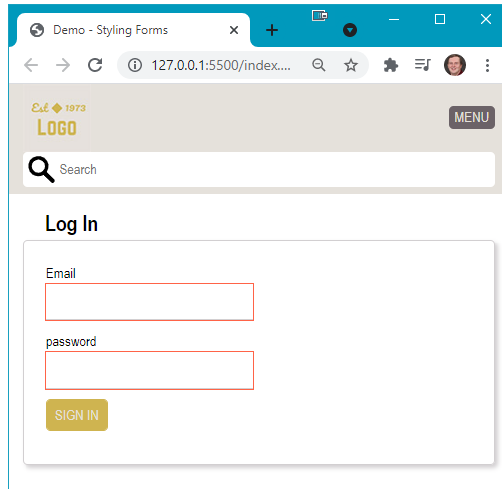 Demo - Styling Forms
127.0.0.1:5500/index....
Est 1973
LOGO
MENU
Search
Log In
Email
password
SIGN IN